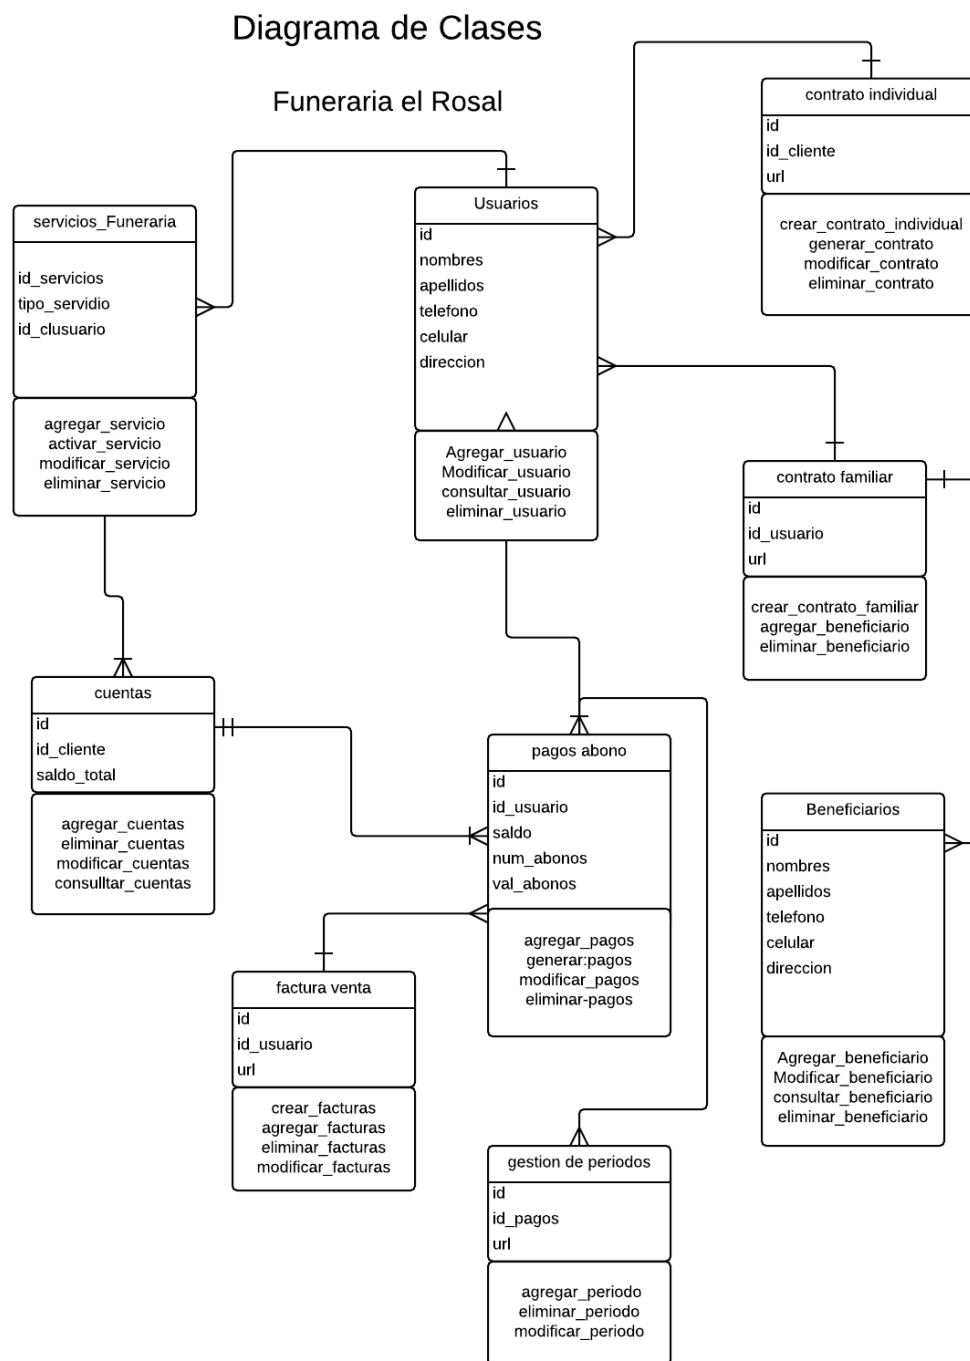 Diagrama de Clases
Funeraria el Rosal
contrato individual
id
id_cliente
url
crear_contrato_individual
generar_contrato
modificar_contrato
eliminar_contrato
servicios_Funeraria
id_servicios
tipo_servidio
id_clusuario
agregar_servicio
activar_servicio
modificar_servicio
eliminar_servicio
Usuarios
id
nombres
apellidos
telefono
celular
direccion
Agregar_usuario
Modificar_usuario
consultar_usuario
eliminar_usuario
contrato familiar
id
id_usuario
url
crear_contrato_familiar
agregar_beneficiario
eliminar_beneficiario
cuentas
id
id_cliente
saldo_total
agregar_cuentas
eliminar_cuentas
modificar_cuentas
consulltar_cuentas
pagos abono
id
id_usuario
saldo
num_abonos
val_abonos
agregar_pagos
generar:pagos
modificar_pagos
eliminar-pagos
Beneficiarios
id
nombres
apellidos
telefono
celular
direccion
Agregar_beneficiario
Modificar_beneficiario
consultar_beneficiario
eliminar_beneficiario
factura venta
id
id_usuario
url
crear_facturas
agregar_facturas
eliminar_facturas
modificar_facturas
gestion de periodos
id
id_pagos
url
agregar_periodo
eliminar_periodo
modificar_periodo